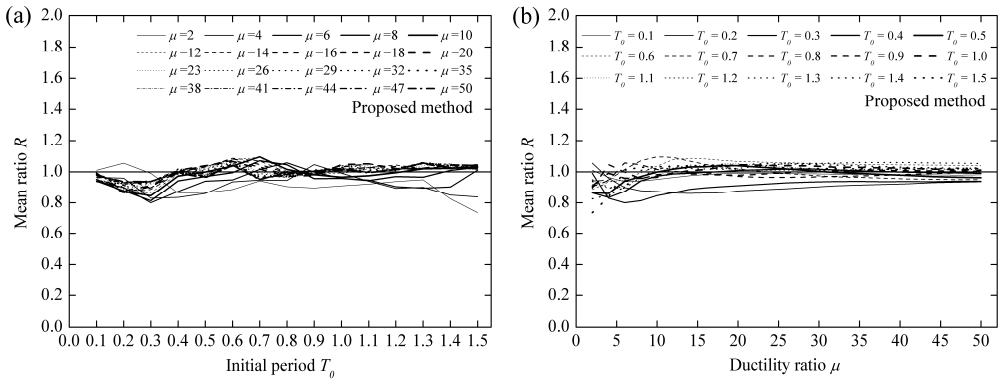 (a)
2.0
1.8
1.6
1.4
1.2
1.0
0.8
0.6
0.4
0.2
0.0
Mean ratio R
μ=2 μ=4 μ=6 μ=8 μ=10
μ−12 μ−14 μ−16 μ−18 μ−20
μ=23 μ=26 μ=29 μ=32 μ=35
μ=38 μ=41 μ=44 μ=47 μ=50
Proposed method
0.0 0.1 0.2 0.3 0.4 0.5 0.6 0.7 0.8 0.9 1.0 1.1 1.2 1.3 1.4 1.5
Initial period T0
(b)
2.0
1.8
1.6
1.4
1.2
1.0
0.8
0.6
0.4
0.2
0.0
Mean ratio R
T0 = 0.1 T0 = 0.2 T0 = 0.3 T0 = 0.4 T0 = 0.5
T0 = 0.6 T0 = 0.7 T0 = 0.8 T0 = 0.9 T0 = 1.0
T0 = 1.1 T0 = 1.2 T0 = 1.3 T0 = 1.4 T0 = 1.5
Proposed method
0 5 10 15 20 25 30 35 40 45 50
Ductility ratio μ